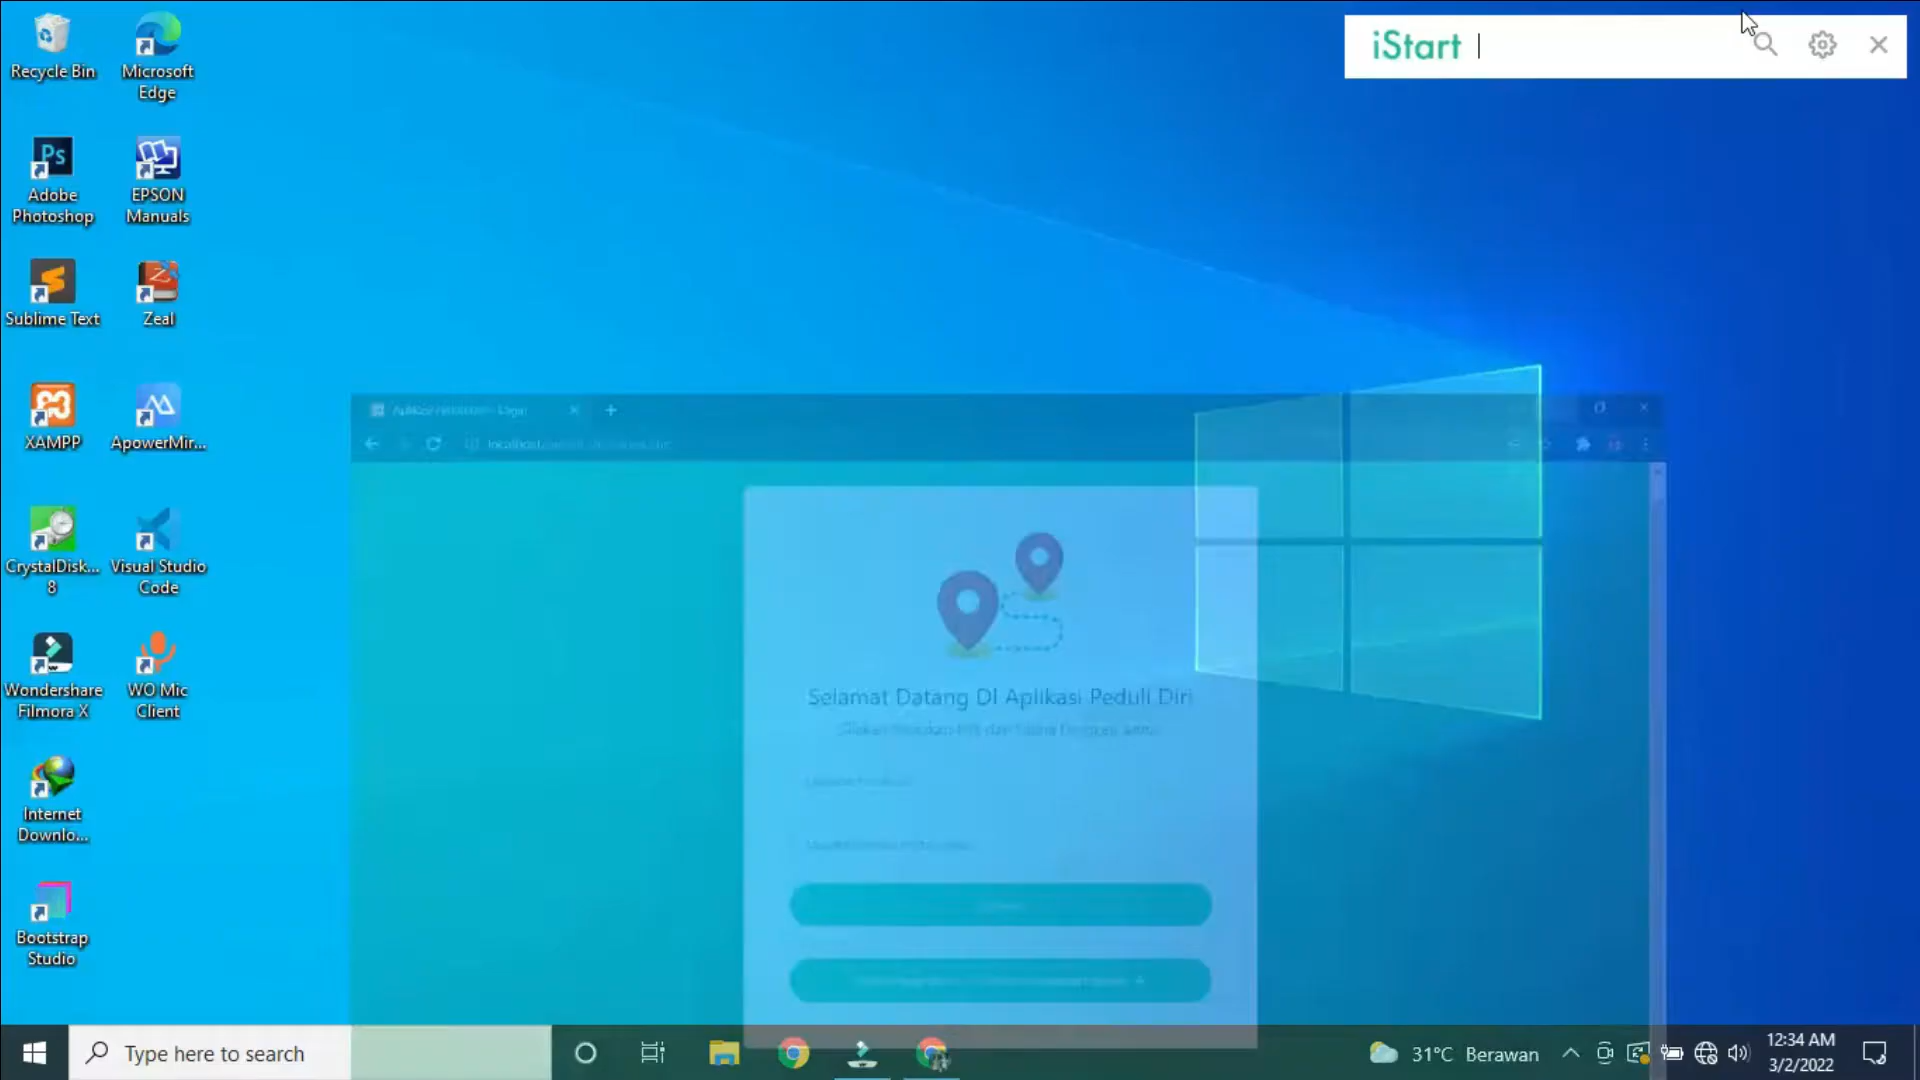 Recycle Bin
Microsoft
Edge
iStart
Ps
Adobe
Photoshop
EPSON
Manuals
Sublime Text
Zeal
XAMPP
ApowerMir...
CrystalDisk...
8
Visual Studio
Code
Wondershare
Filmora X
WO Mic
Client
Internet
Downlo...
Bootstrap
Studio
localhost
Selamat Datang DI Aplikasi Peduli Diri
Type here to search
31°C Berawan
12:34 AM
3/2/2022